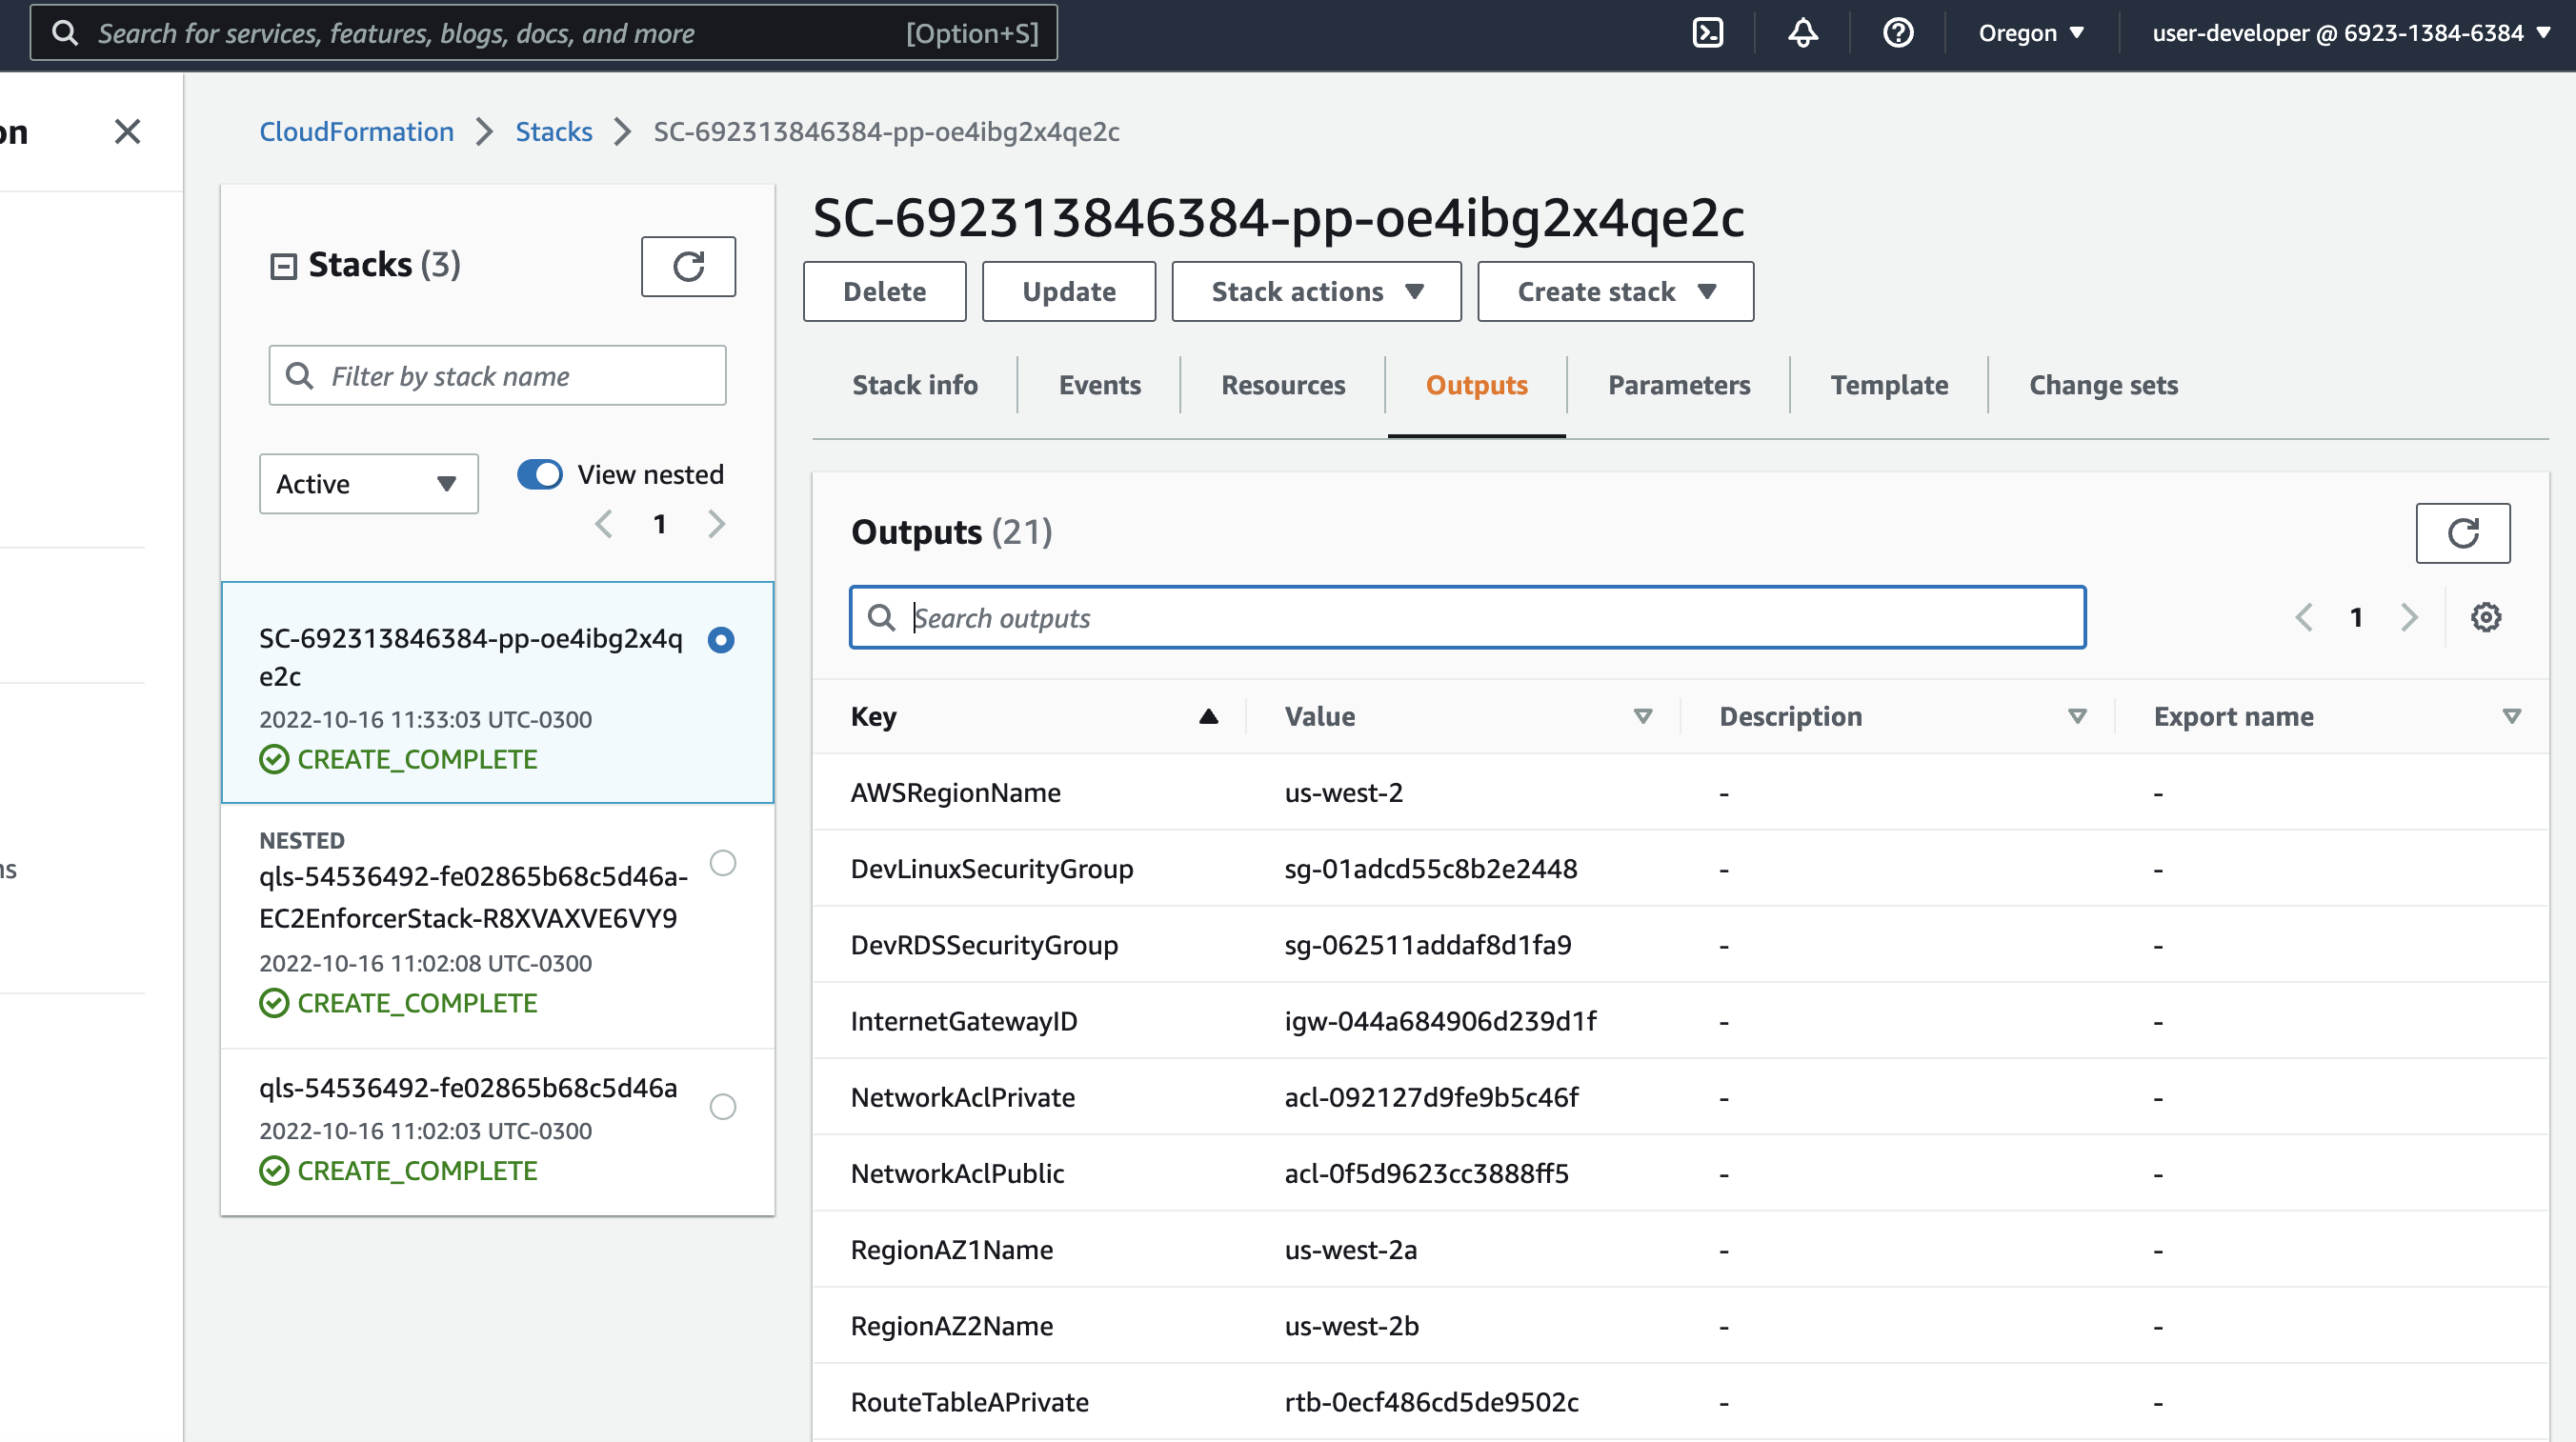 Search for services, features, blogs, docs, and more [Option+S]
Oregon
user-developer @ 6923-1384-6384
on
CloudFormation
Stacks
SC-692313846384-pp-oe4ibg2x4qe2c
Stacks (3)
Filter by stack name
Active
View nested
1
SC-692313846384-pp-oe4ibg2x4q
e2c
2022-10-16 11:33:03 UTC-0300
CREATE_COMPLETE
NESTED
qls-54536492-fe02865b68c5d46a-
EC2EnforcerStack-R8XVAXVE6VY9
2022-10-16 11:02:08 UTC-0300
CREATE_COMPLETE
qls-54536492-fe02865b68c5d46a
2022-10-16 11:02:03 UTC-0300
CREATE_COMPLETE
ns
SC-692313846384-pp-oe4ibg2x4qe2c
Delete Update Stack actions Create stack
Stack info Events Resources Outputs Parameters Template Change sets
Outputs (21)
Search outputs
1
Key Value Description Export name
AWSRegionName us-west-2 - -
DevLinuxSecurityGroup sg-01adcd55c8b2e2448 - -
DevRDSSecurityGroup sg-062511addaf8d1fa9 - -
InternetGatewayID igw-044a684906d239d1f - -
NetworkAclPrivate acl-092127d9fe9b5c46f - -
NetworkAclPublic acl-0f5d9623cc3888ff5 - -
RegionAZ1Name us-west-2a - -
RegionAZ2Name us-west-2b - -
RouteTableAPrivate rtb-0ecf486cd5de9502c - -